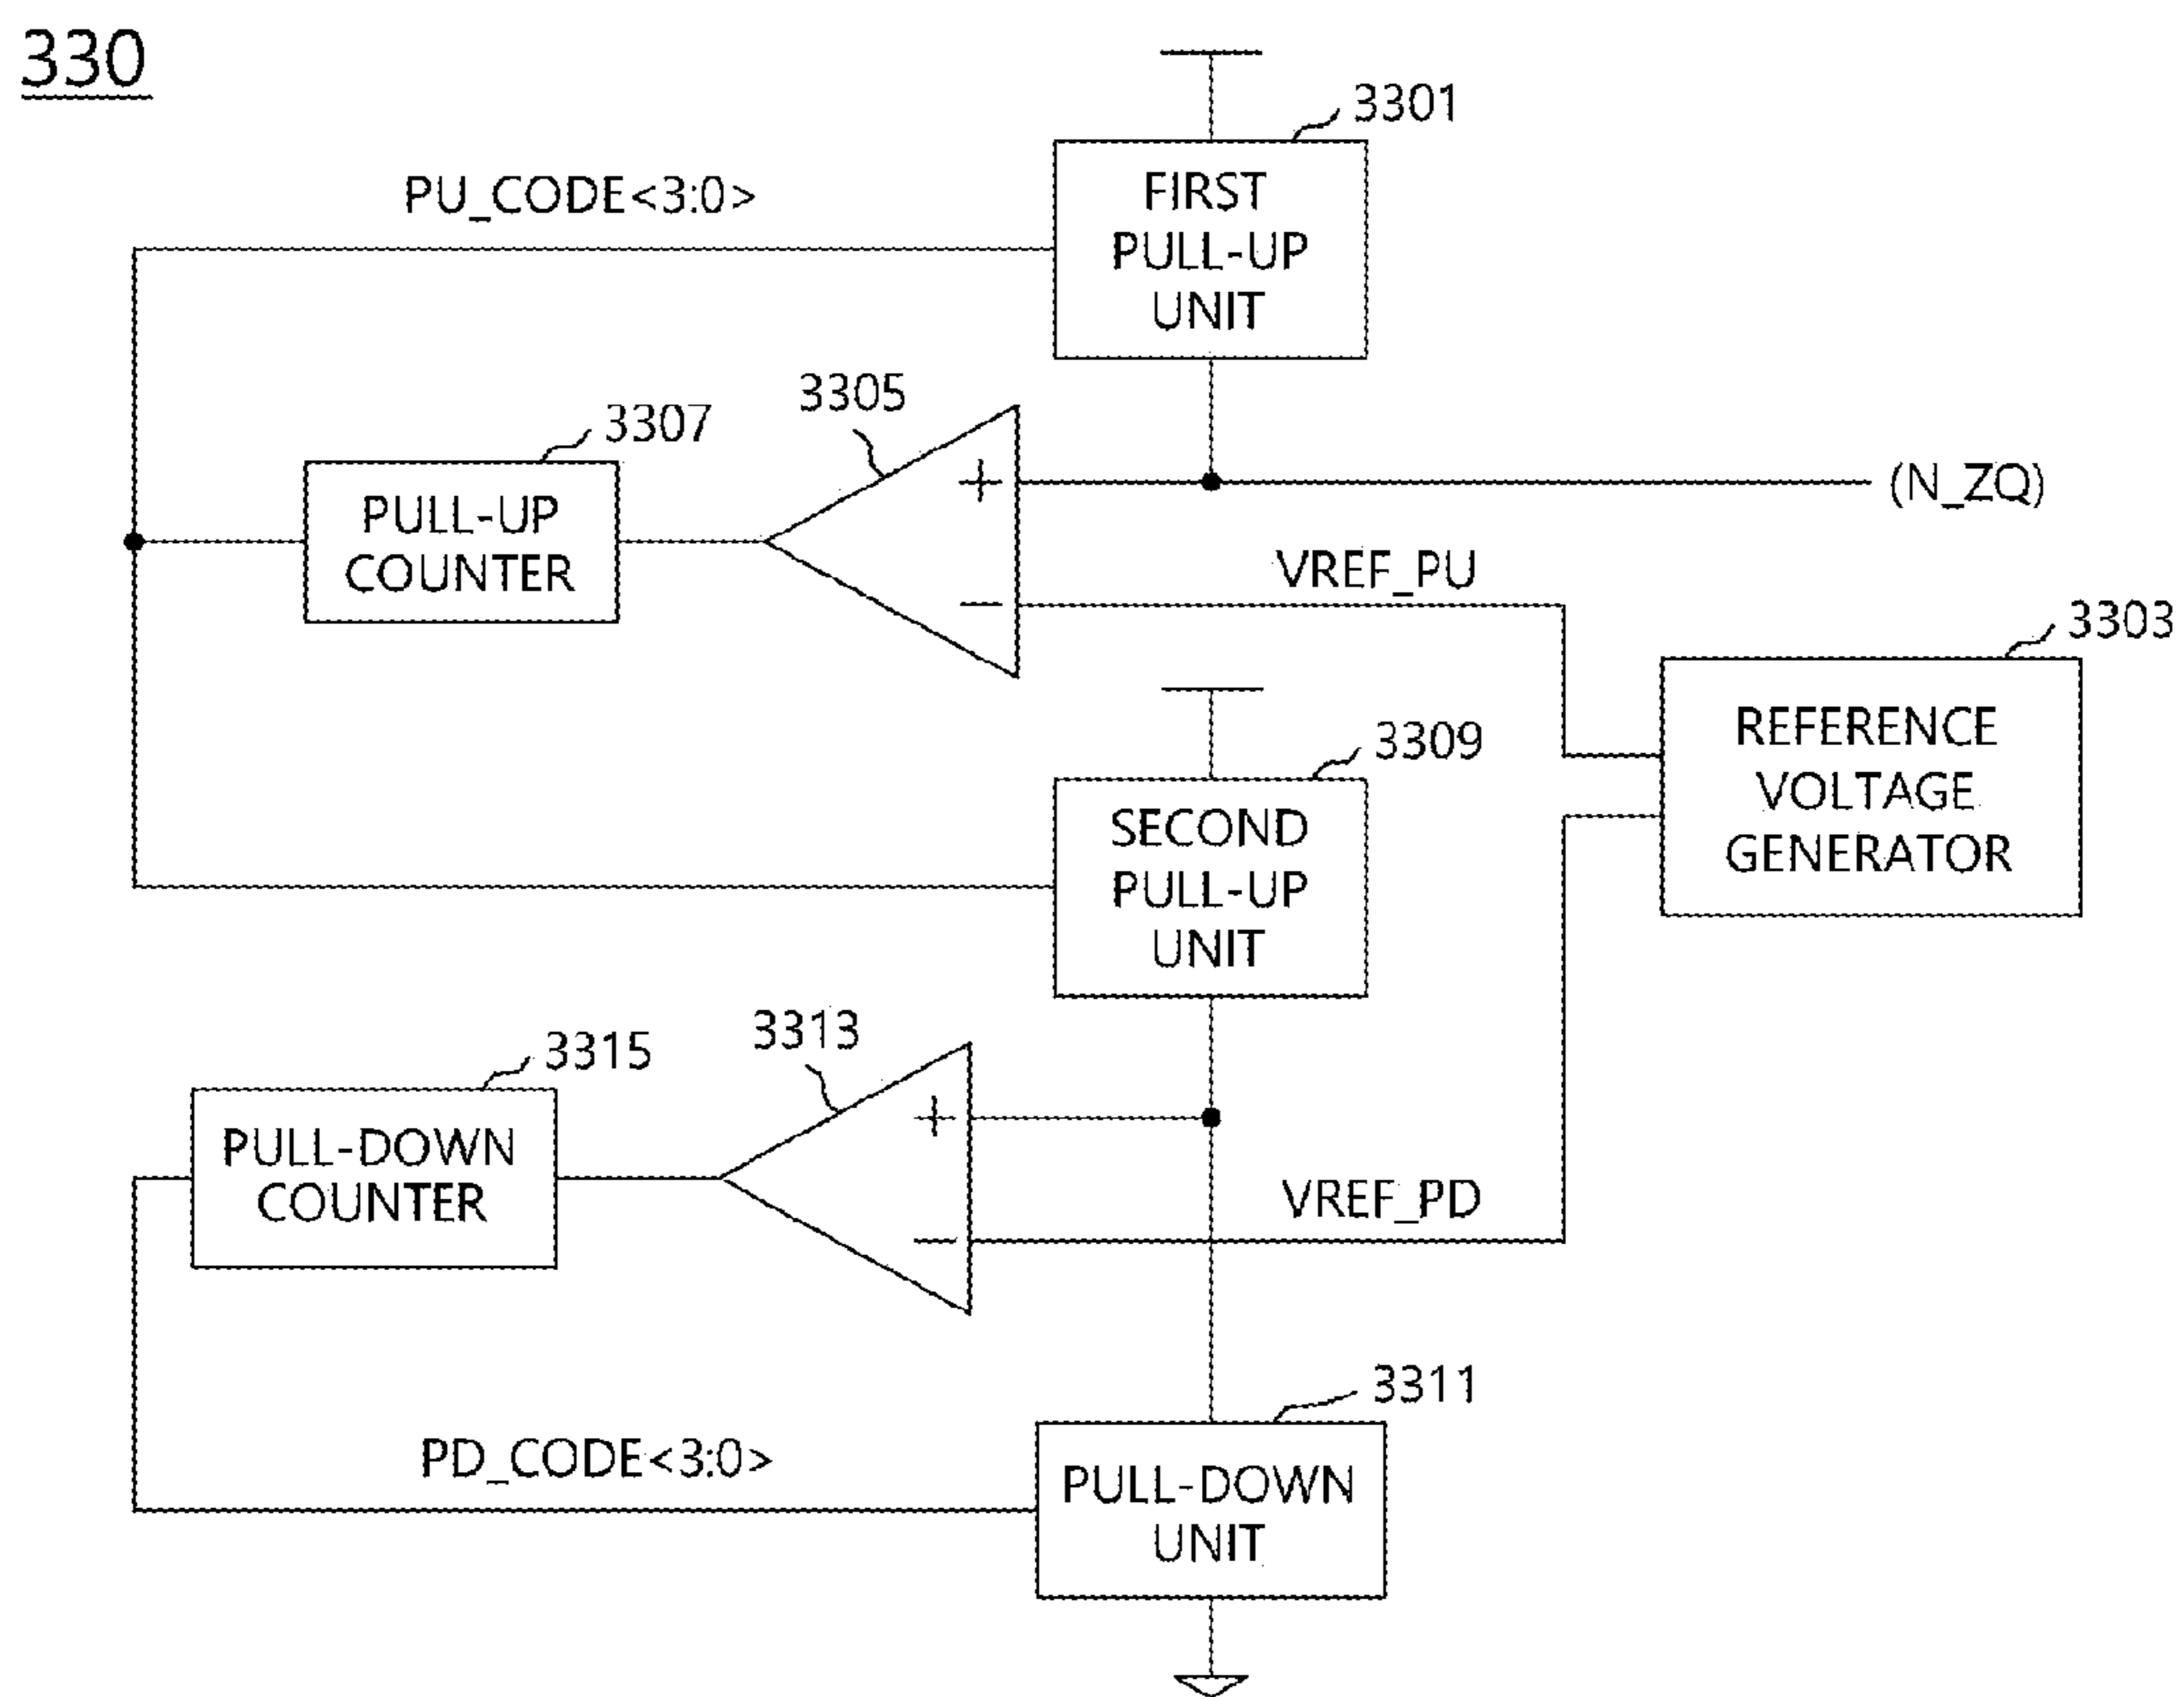 330
3301
FIRST
PULL-UP
UNIT
PU_CODE<3:0>
3305
3307
PULL-UP
COUNTER
+
(N_ZQ)
VREF_PU
−
3303
REFERENCE
VOLTAGE
GENERATOR
3309
SECOND
PULL-UP
UNIT
3313
3315
PULL-DOWN
COUNTER
+
VREF_PD
−
3311
PULL-DOWN
UNIT
PD_CODE<3:0>